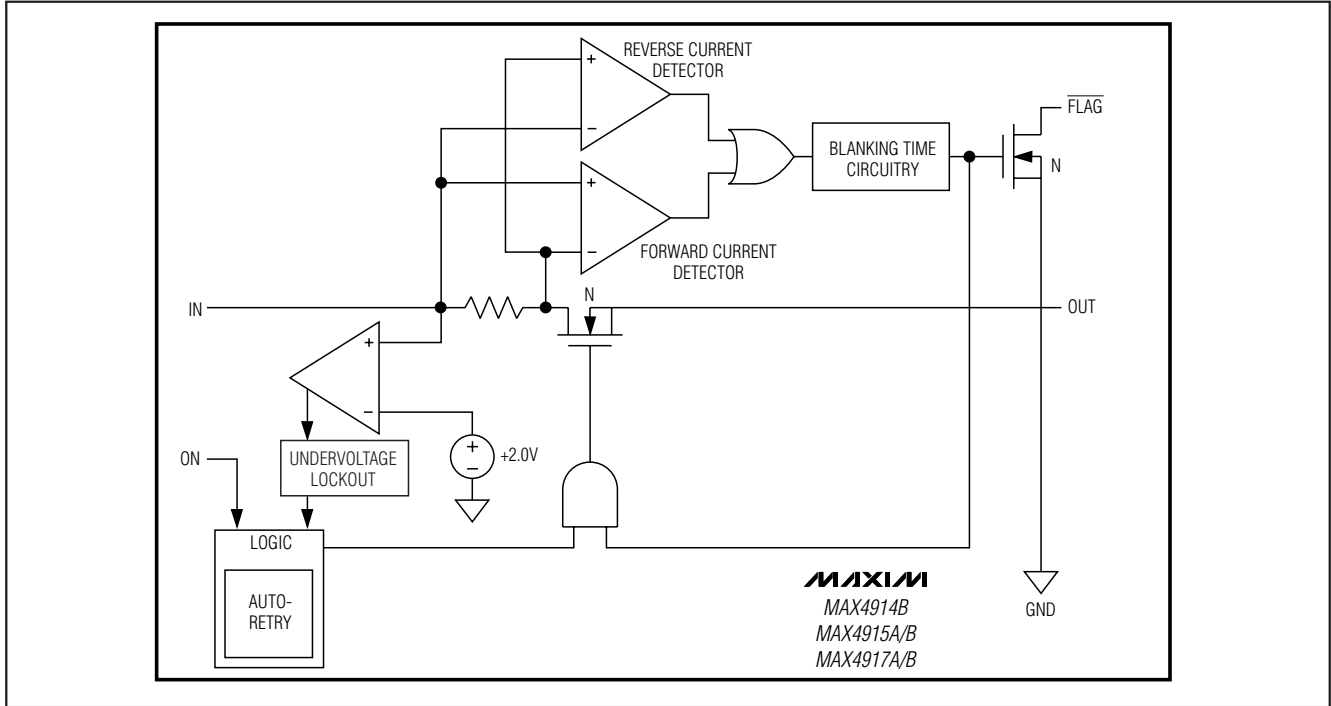 REVERSE CURRENT
DETECTOR
+
−
FLAG
+
−
BLANKING TIME
CIRCUITRY
N
FORWARD CURRENT
DETECTOR
IN
N
OUT
+
−
ON
UNDERVOLTAGE
LOCKOUT
+
−
+2.0V
LOGIC
AUTO-
RETRY
MAXIM
MAX4914B
MAX4915A/B
MAX4917A/B
GND